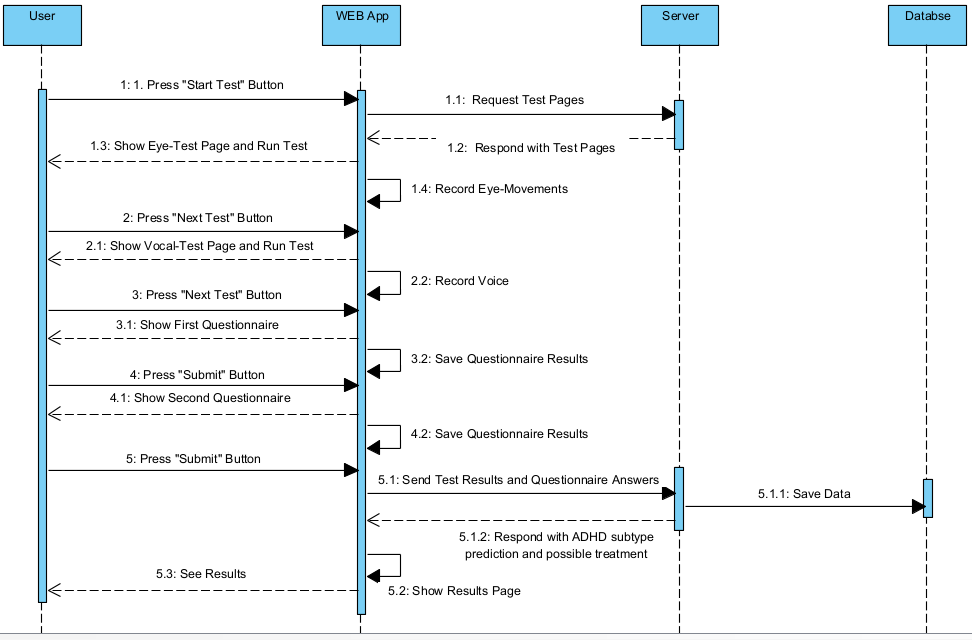 User
WEB App
Server
Databse
1: 1. Press "Start Test" Button
1.1:  Request Test Pages
1.2:  Respond with Test Pages
1.3: Show Eye-Test Page and Run Test
1.4: Record Eye-Movements
2: Press "Next Test" Button
2.1: Show Vocal-Test Page and Run Test
2.2: Record Voice
3: Press "Next Test" Button
3.1: Show First Questionnaire
3.2: Save Questionnaire Results
4: Press "Submit" Button
4.1: Show Second Questionnaire
4.2: Save Questionnaire Results
5: Press "Submit" Button
5.1: Send Test Results and Questionnaire Answers
5.1.1: Save Data
5.1.2: Respond with ADHD subtype
prediction and possible treatment
5.3: See Results
5.2: Show Results Page